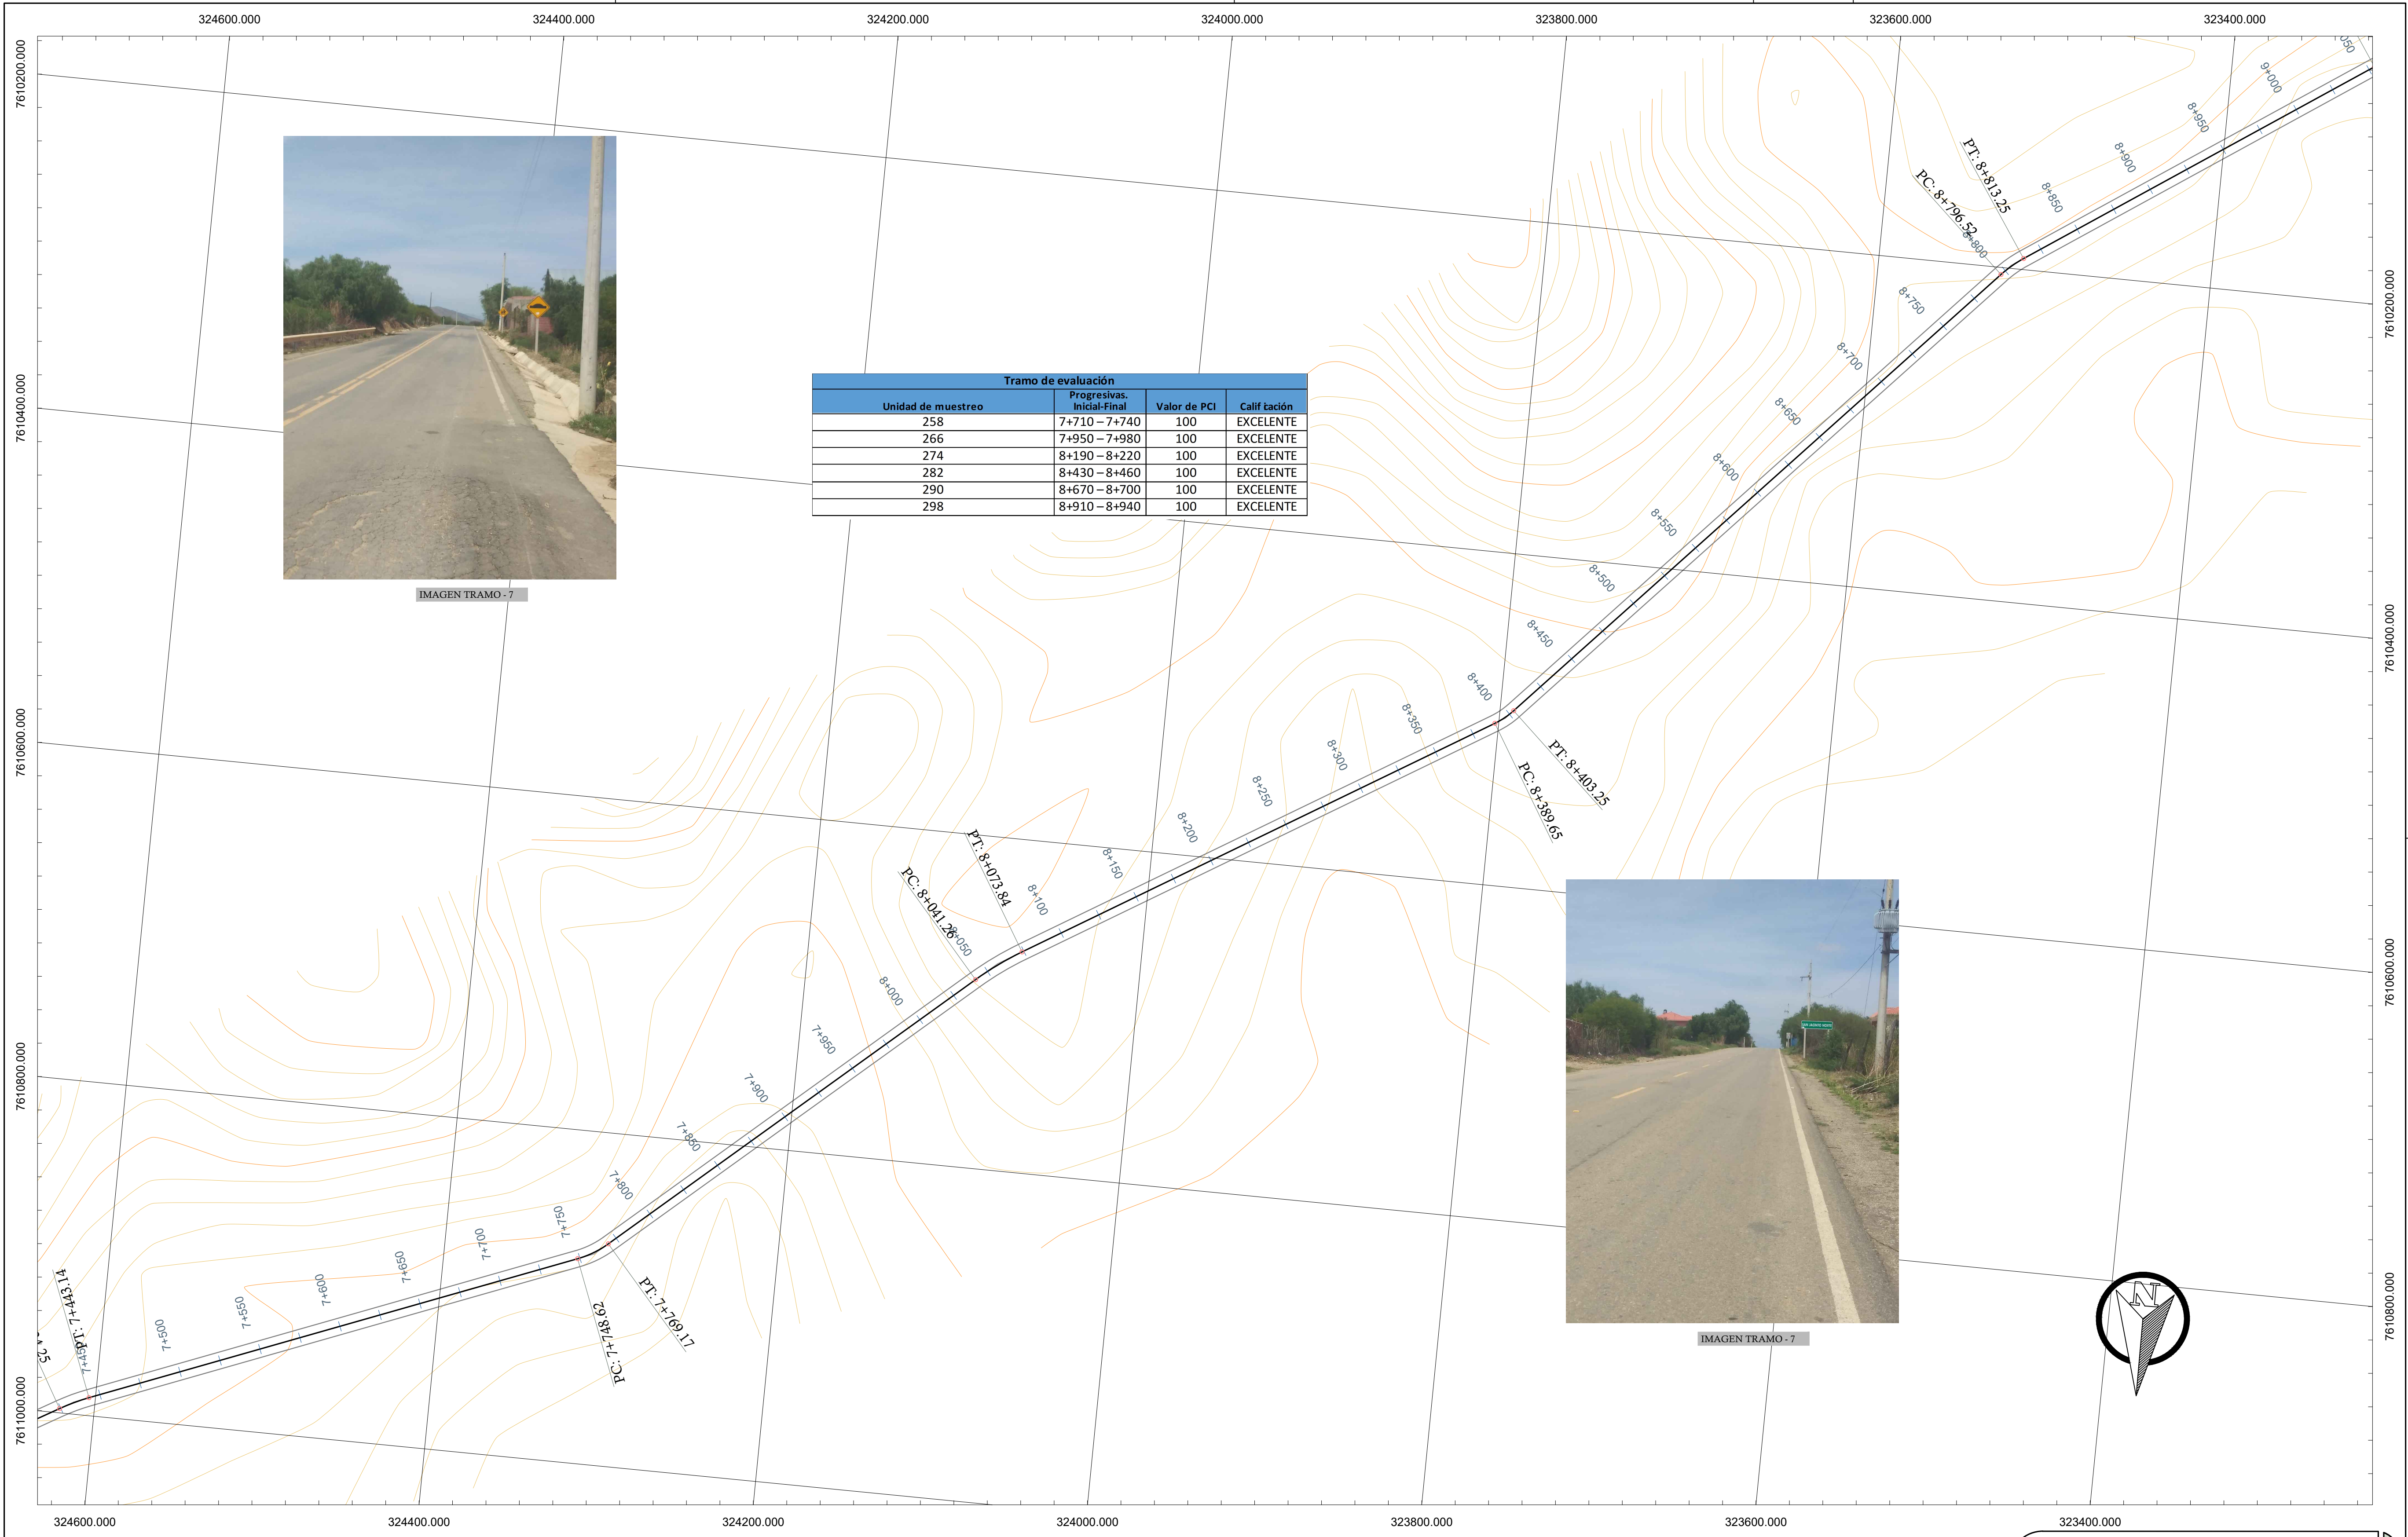 324600.000 324400.000 324200.000 324000.000 323800.000 323600.000 323400.000
7610200.000
7610400.000
7610600.000
7610800.000
7611000.000
Tramo de evaluación
Unidad de muestreo Progresivas. Inicial-Final Valor de PCI Calif cación
258 7+710 – 7+740 100 EXCELENTE
266 7+950 – 7+980 100 EXCELENTE
274 8+190 – 8+220 100 EXCELENTE
282 8+430 – 8+460 100 EXCELENTE
290 8+670 – 8+700 100 EXCELENTE
298 8+910 – 8+940 100 EXCELENTE
IMAGEN TRAMO - 7
PT: 7+443.14
7+500
7+550
7+600
7+650
7+700
7+750
PC: 7+748.62
PT: 7+769.17
7+800
7+850
7+900
7+950
8+000
PC: 8+041.26
8+050
PT: 8+073.84
8+100
8+150
8+200
8+250
8+300
8+350
PC: 8+389.65
8+400
PT: 8+403.25
8+450
8+500
8+550
8+600
8+650
8+700
8+750
PC: 8+796.52
8+800
PT: 8+813.25
8+850
8+900
8+950
9+000
IMAGEN TRAMO - 7
N
7610200.000
7610400.000
7610600.000
7610800.000
324600.000 324400.000 324200.000 324000.000 323800.000 323600.000 323400.000